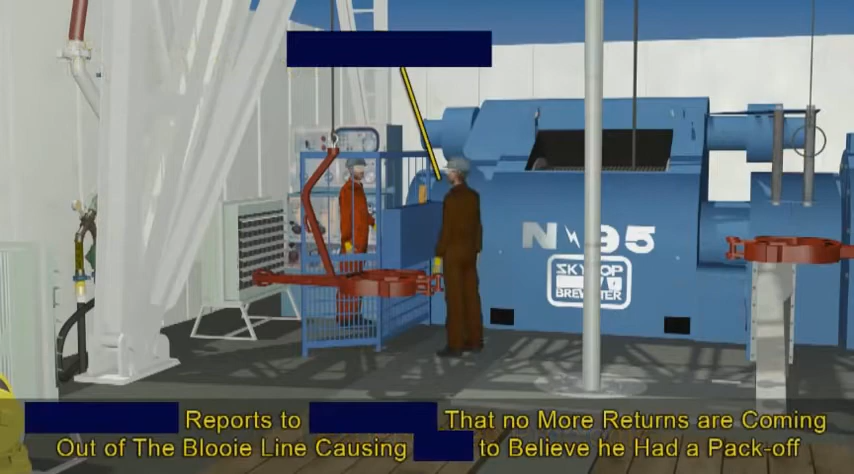 N 95
SKYTOP
BREWSTER
Reports to That no More Returns are Coming
Out of The Blooie Line Causing to Believe he Had a Pack-off